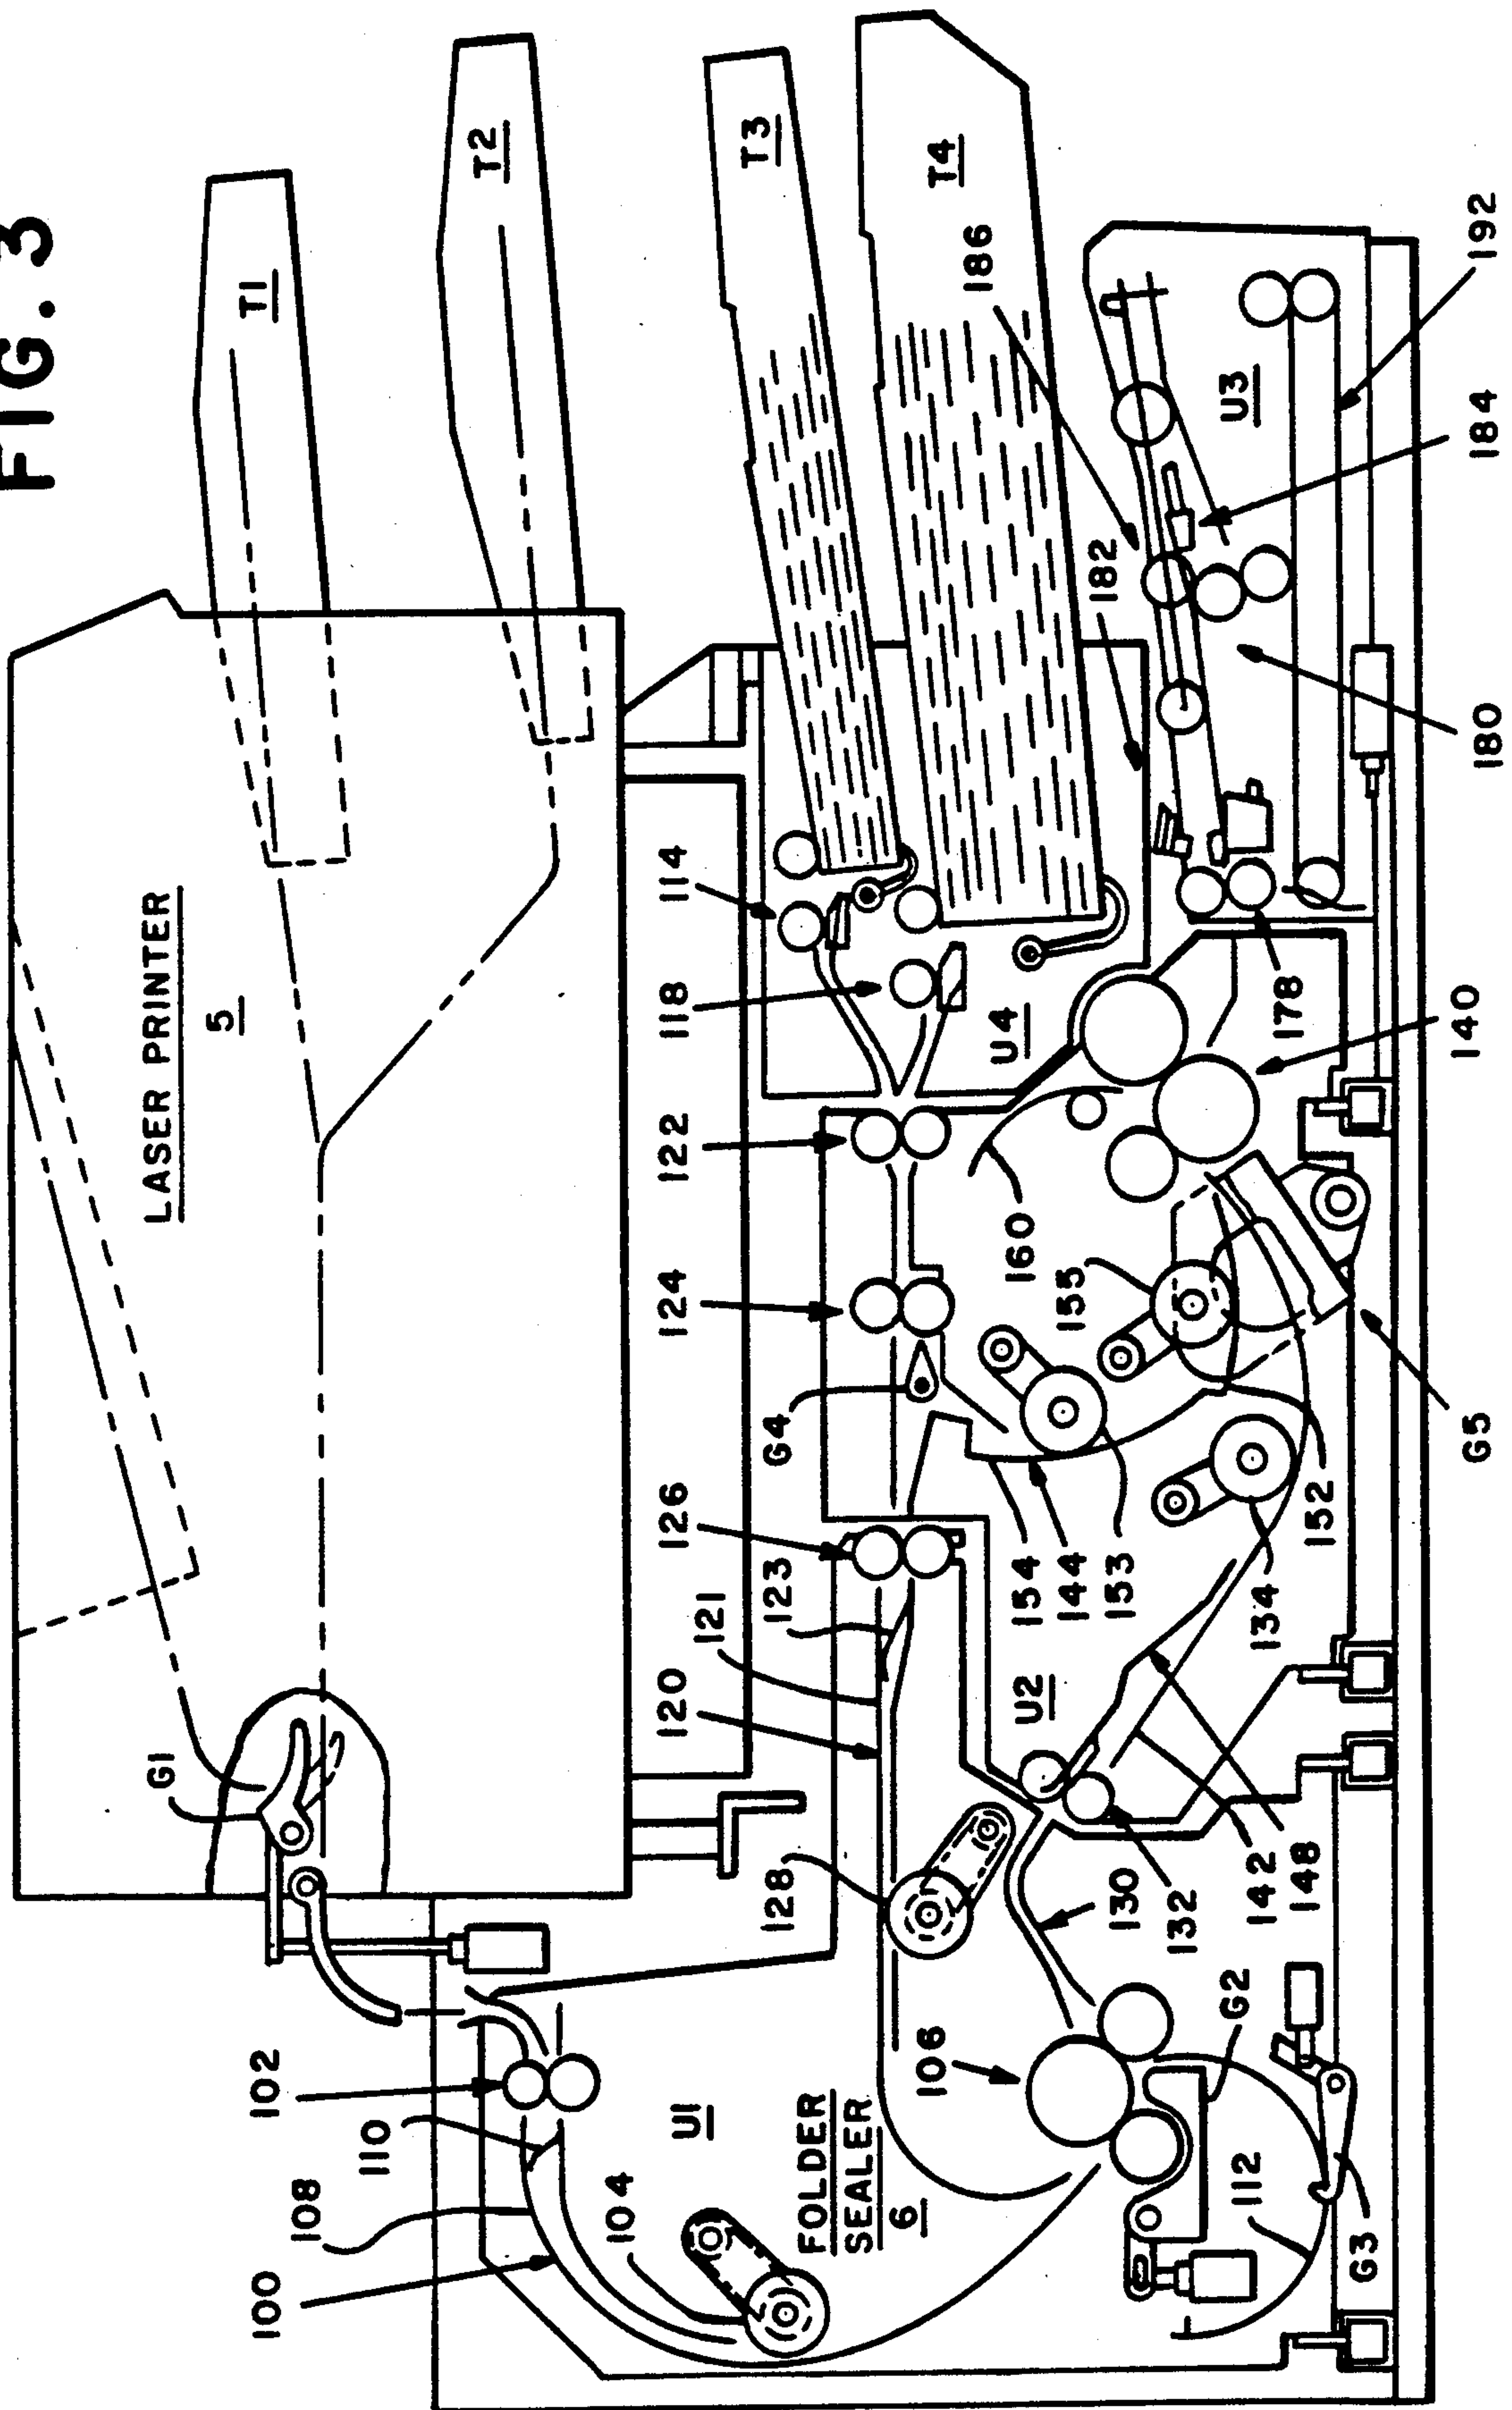 FIG. 3
LASER PRINTER
5
T1
T2
T3
T4
G1
102
110
108
100
104
U1
FOLDER
SEALER
6
106
G2
112
G3
128
130
132
142
148
120
121
123
126
U2
154
144
153
134
152
G4
124
122
160
155
G5
118
114
U4
140
178
182
180
186
184
U3
192